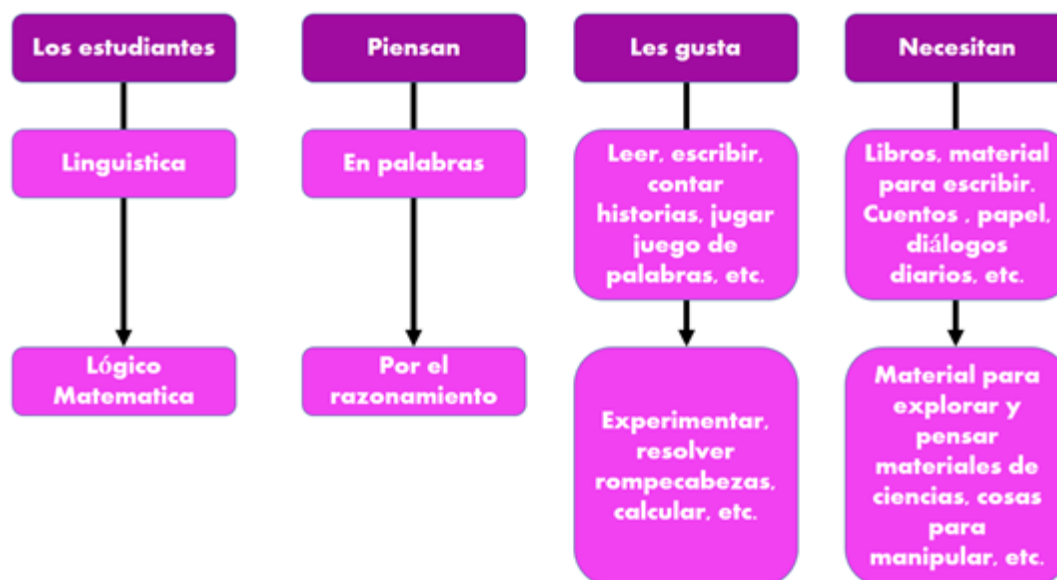 Los estudiantes
Piensan
Les gusta
Necesitan
Linguistica
En palabras
Leer, escribir,
contar
historias, jugar
juego de
palabras, etc.
Libros, material
para escribir.
Cuentos , papel,
diálogos
diarios, etc.
Lógico
Matematica
Por el
razonamiento
Experimentar,
resolver
rompecabezas,
calcular, etc.
Material para
explorar y
pensar
materiales de
ciencias, cosas
para
manipular, etc.